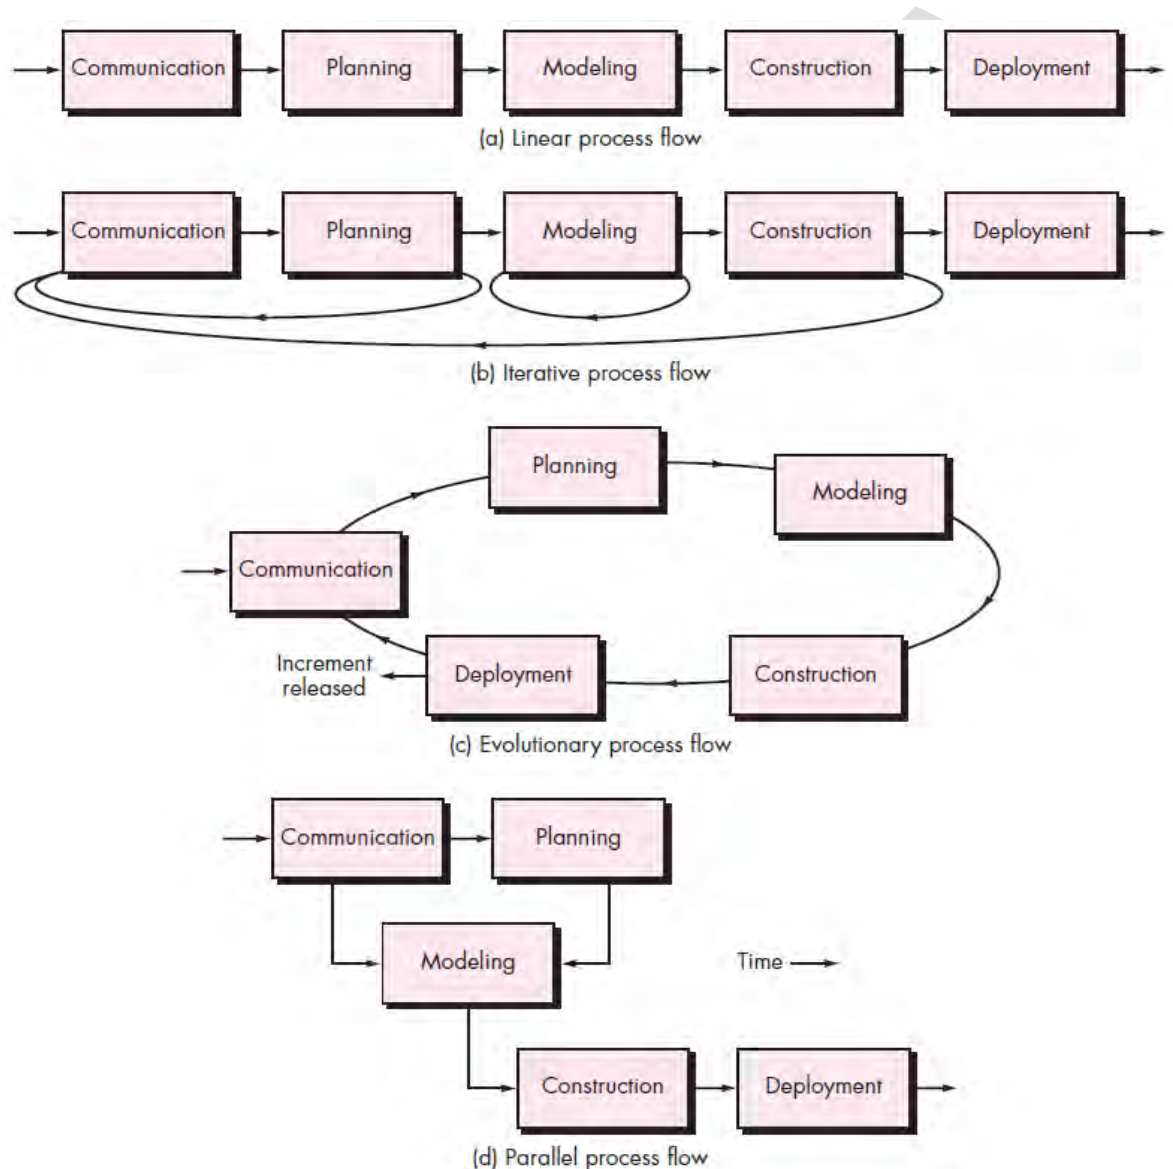 Communication Planning Modeling Construction Deployment
(a) Linear process flow
Communication Planning Modeling Construction Deployment
(b) Iterative process flow
Planning
Modeling
Communication
Increment
released
Deployment
Construction
(c) Evolutionary process flow
Communication Planning
Modeling
Time
Construction Deployment
(d) Parallel process flow